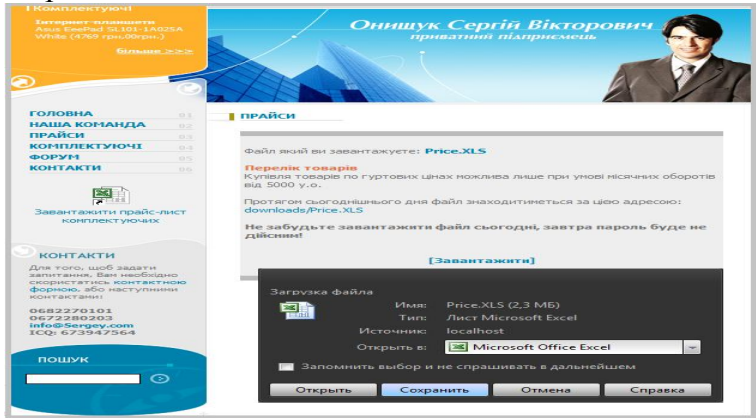 І Комплектуючі
Інтернет-планшети
Asus EeePad SL101-1A025A
White (4769 грн.00грн.)
більше >>>
Онищук Сергій Вікторович
приватний підприємець
ГОЛОВНА 01
НАША КОМАНДА 02
ПРАЙСИ 03
КОМПЛЕКТУЮЧІ 04
ФОРУМ 05
КОНТАКТИ 06
Завантажити прайс-лист
комплектуючих
КОНТАКТИ
Для того, щоб задати
запитання, Вам необхідно
скористатись контактною
формою, або наступними
контактами:
0682270101
0672280203
info@Sergey.com
ICQ: 673947564
ПОШУК
ПРАЙСИ
Файл який ви завантажуєте: Price.XLS
Перелік товарів
Купівля товарів по гуртових цінах можлива лише при умові місячних оборотів
від 5000 у.о.
Протягом сьогоднішнього дня файл знаходитиметься за цією адресою:
downloads/Price.XLS
Не забудьте завантажити файл сьогодні, завтра пароль буде не
дійсним!
[Завантажити]
Загрузка файла
Имя: Price.XLS (2,3 МБ)
Тип: Лист Microsoft Excel
Источник: localhost
Открыть в: Microsoft Office Excel
Запомнить выбор и не спрашивать в дальнейшем
Открыть Сохранить Отмена Справка